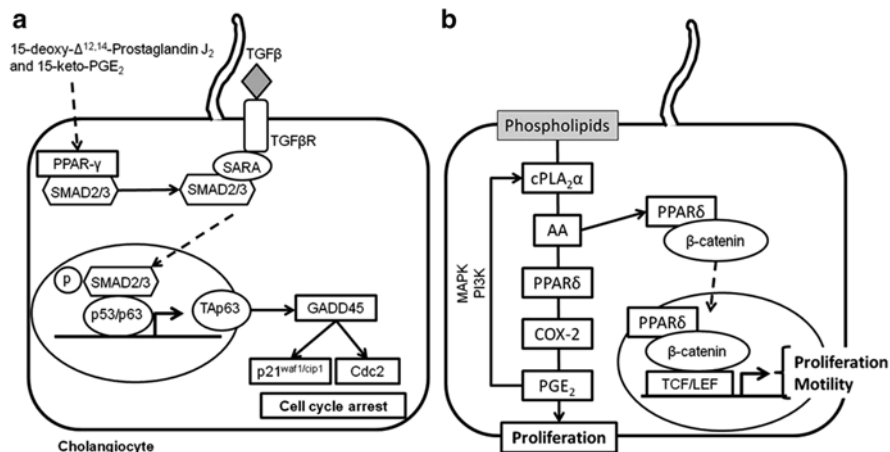 a
15-deoxy-Δ12,14-Prostaglandin J2
and 15-keto-PGE2
TGFβ
TGFβR
PPAR-γ
SMAD2/3
SARA
SMAD2/3
p
SMAD2/3
p53/p63
TAp63
GADD45
p21waf1/cip1
Cdc2
Cell cycle arrest
Cholangiocyte
b
Phospholipids
cPLA2α
AA
PPARδ
COX-2
PGE2
Proliferation
MAPK
PI3K
PPARδ
β-catenin
PPARδ
β-catenin
TCF/LEF
Proliferation
Motility